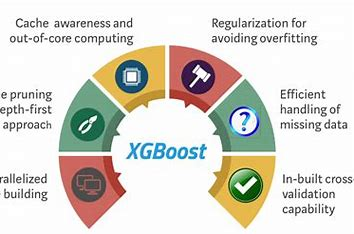 Cache awareness and
out-of-core computing
Regularization for
avoiding overfitting
e pruning
depth-first
approach
Efficient
handling of
missing data
XGBoost
rallelized
e building
In-built cross
validation
capability